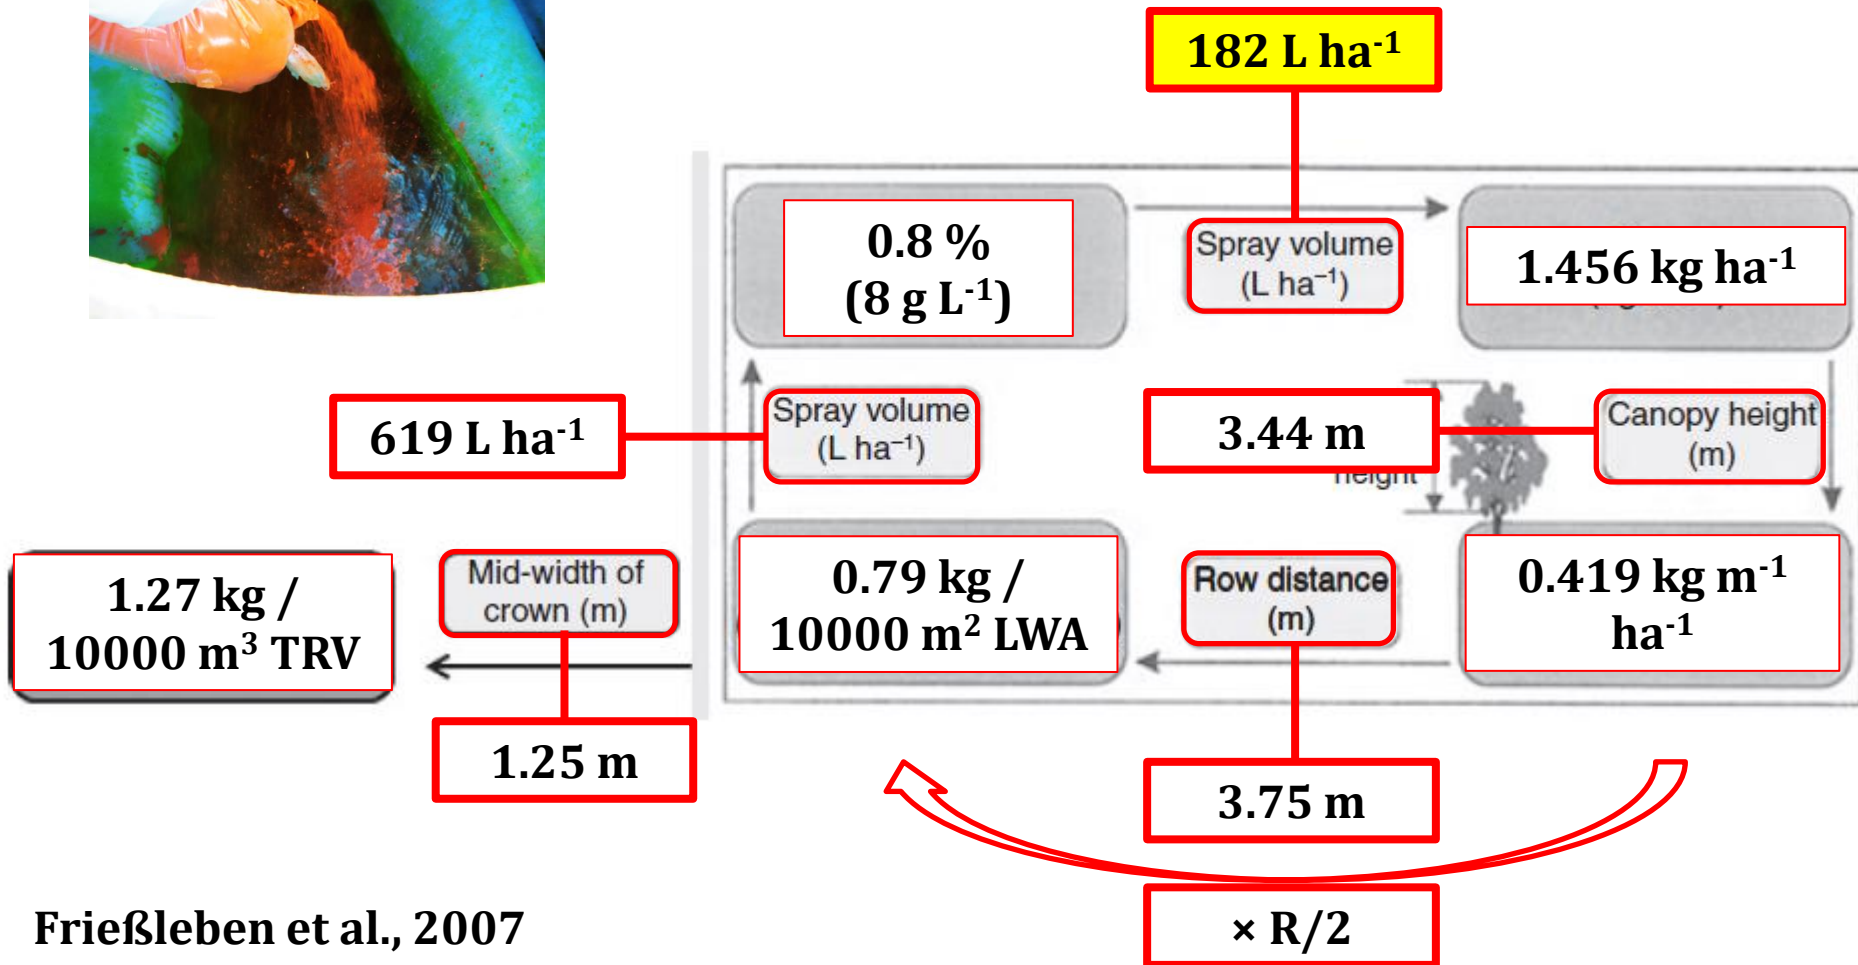 182 L ha⁻¹
0.8 %
(8 g L⁻¹)
Spray volume
(L ha⁻¹)
1.456 kg ha⁻¹
619 L ha⁻¹
Spray volume
(L ha⁻¹)
3.44 m
height
Canopy height
(m)
1.27 kg /
10000 m³ TRV
Mid-width of
crown (m)
0.79 kg /
10000 m² LWA
Row distance
(m)
0.419 kg m⁻¹
ha⁻¹
1.25 m
3.75 m
× R/2
Frießleben et al., 2007